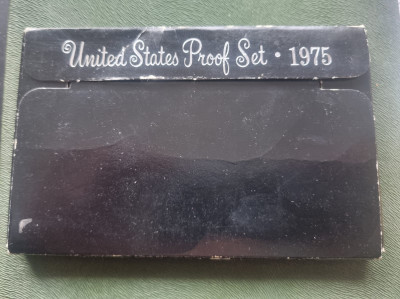 United States Proof Set · 1975